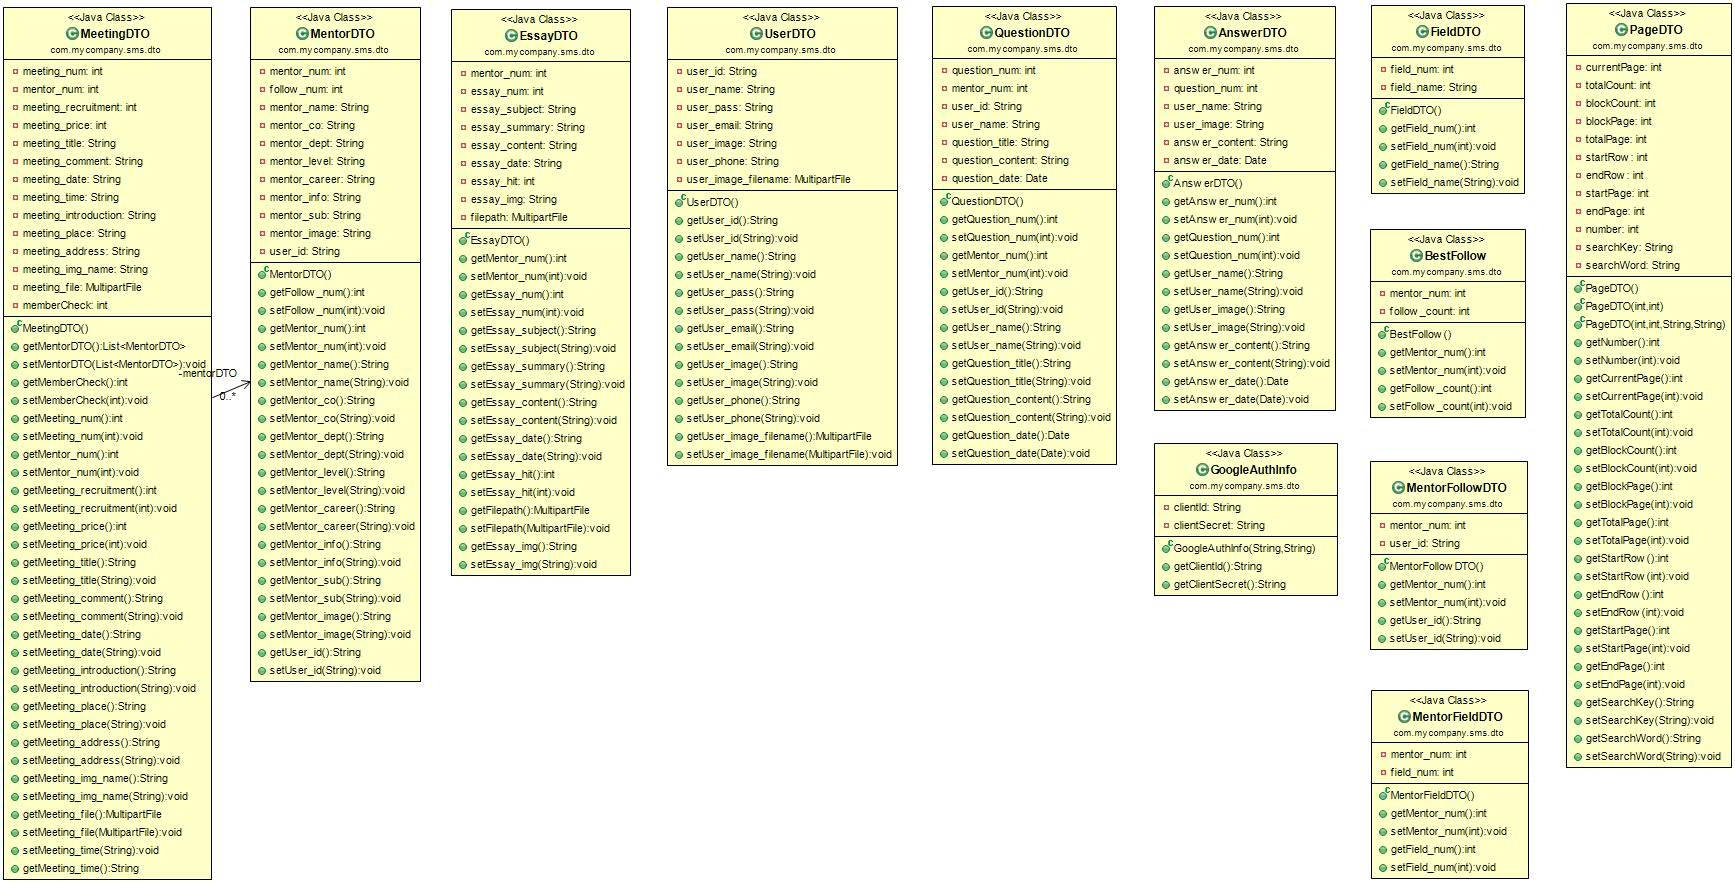 <<Java Class>>
MeetingDTO
com.mycompany.sms.dto
meeting_num: int
mentor_num: int
meeting_recruitment: int
meeting_price: int
meeting_title: String
meeting_comment: String
meeting_date: String
meeting_time: String
meeting_introduction: String
meeting_place: String
meeting_address: String
meeting_img_name: String
meeting_file: MultipartFile
memberCheck: int
MeetingDTO()
getMentorDTO():List<MentorDTO>
setMentorDTO(List<MentorDTO>):void
getMemberCheck():int
setMemberCheck(int):void
getMeeting_num():int
setMeeting_num(int):void
getMentor_num():int
setMentor_num(int):void
getMeeting_recruitment():int
setMeeting_recruitment(int):void
getMeeting_price():int
setMeeting_price(int):void
getMeeting_title():String
setMeeting_title(String):void
getMeeting_comment():String
setMeeting_comment(String):void
getMeeting_date():String
setMeeting_date(String):void
getMeeting_introduction():String
setMeeting_introduction(String):void
getMeeting_place():String
setMeeting_place(String):void
getMeeting_address():String
setMeeting_address(String):void
getMeeting_img_name():String
setMeeting_img_name(String):void
getMeeting_file():MultipartFile
setMeeting_file(MultipartFile):void
setMeeting_time(String):void
getMeeting_time():String
-mentorDTO
0..*
<<Java Class>>
MentorDTO
com.mycompany.sms.dto
mentor_num: int
follow_num: int
mentor_name: String
mentor_co: String
mentor_dept: String
mentor_level: String
mentor_career: String
mentor_info: String
mentor_sub: String
mentor_image: String
user_id: String
MentorDTO()
getFollow_num():int
setFollow_num(int):void
getMentor_num():int
setMentor_num(int):void
getMentor_name():String
setMentor_name(String):void
getMentor_co():String
setMentor_co(String):void
getMentor_dept():String
setMentor_dept(String):void
getMentor_level():String
setMentor_level(String):void
getMentor_career():String
setMentor_career(String):void
getMentor_info():String
setMentor_info(String):void
getMentor_sub():String
setMentor_sub(String):void
getMentor_image():String
setMentor_image(String):void
getUser_id():String
setUser_id(String):void
<<Java Class>>
EssayDTO
com.mycompany.sms.dto
mentor_num: int
essay_num: int
essay_subject: String
essay_summary: String
essay_content: String
essay_date: String
essay_hit: int
essay_img: String
filepath: MultipartFile
EssayDTO()
getMentor_num():int
setMentor_num(int):void
getEssay_num():int
setEssay_num(int):void
getEssay_subject():String
setEssay_subject(String):void
getEssay_summary():String
setEssay_summary(String):void
getEssay_content():String
setEssay_content(String):void
getEssay_date():String
setEssay_date(String):void
getEssay_hit():int
setEssay_hit(int):void
getFilepath():MultipartFile
setFilepath(MultipartFile):void
getEssay_img():String
setEssay_img(String):void
<<Java Class>>
UserDTO
com.mycompany.sms.dto
user_id: String
user_name: String
user_pass: String
user_email: String
user_image: String
user_phone: String
user_image_filename: MultipartFile
UserDTO()
getUser_id():String
setUser_id(String):void
getUser_name():String
setUser_name(String):void
getUser_pass():String
setUser_pass(String):void
getUser_email():String
setUser_email(String):void
getUser_image():String
setUser_image(String):void
getUser_phone():String
setUser_phone(String):void
getUser_image_filename():MultipartFile
setUser_image_filename(MultipartFile):void
<<Java Class>>
QuestionDTO
com.mycompany.sms.dto
question_num: int
mentor_num: int
user_id: String
user_name: String
question_title: String
question_content: String
question_date: Date
QuestionDTO()
getQuestion_num():int
setQuestion_num(int):void
getMentor_num():int
setMentor_num(int):void
getUser_id():String
setUser_id(String):void
getUser_name():String
setUser_name(String):void
getQuestion_title():String
setQuestion_title(String):void
getQuestion_content():String
setQuestion_content(String):void
getQuestion_date():Date
setQuestion_date(Date):void
<<Java Class>>
AnswerDTO
com.mycompany.sms.dto
answer_num: int
question_num: int
user_name: String
user_image: String
answer_content: String
answer_date: Date
AnswerDTO()
getAnswer_num():int
setAnswer_num(int):void
getQuestion_num():int
setQuestion_num(int):void
getUser_name():String
setUser_name(String):void
getUser_image():String
setUser_image(String):void
getAnswer_content():String
setAnswer_content(String):void
getAnswer_date():Date
setAnswer_date(Date):void
<<Java Class>>
GoogleAuthInfo
com.mycompany.sms.dto
clientId: String
clientSecret: String
GoogleAuthInfo(String,String)
getClientId():String
getClientSecret():String
<<Java Class>>
FieldDTO
com.mycompany.sms.dto
field_num: int
field_name: String
FieldDTO()
getField_num():int
setField_num(int):void
getField_name():String
setField_name(String):void
<<Java Class>>
BestFollow
com.mycompany.sms.dto
mentor_num: int
follow_count: int
BestFollow()
getMentor_num():int
setMentor_num(int):void
getFollow_count():int
setFollow_count(int):void
<<Java Class>>
MentorFollowDTO
com.mycompany.sms.dto
mentor_num: int
user_id: String
MentorFollowDTO()
getMentor_num():int
setMentor_num(int):void
getUser_id():String
setUser_id(String):void
<<Java Class>>
MentorFieldDTO
com.mycompany.sms.dto
mentor_num: int
field_num: int
MentorFieldDTO()
getMentor_num():int
setMentor_num(int):void
getField_num():int
setField_num(int):void
<<Java Class>>
PageDTO
com.mycompany.sms.dto
currentPage: int
totalCount: int
blockCount: int
blockPage: int
totalPage: int
startRow: int
endRow: int
startPage: int
endPage: int
number: int
searchKey: String
searchWord: String
PageDTO()
PageDTO(int,int)
PageDTO(int,int,String,String)
getNumber():int
setNumber(int):void
getCurrentPage():int
setCurrentPage(int):void
getTotalCount():int
setTotalCount(int):void
getBlockCount():int
setBlockCount(int):void
getBlockPage():int
setBlockPage(int):void
getTotalPage():int
setTotalPage(int):void
getStartRow():int
setStartRow(int):void
getEndRow():int
setEndRow(int):void
getStartPage():int
setStartPage(int):void
getEndPage():int
setEndPage(int):void
getSearchKey():String
setSearchKey(String):void
getSearchWord():String
setSearchWord(String):void